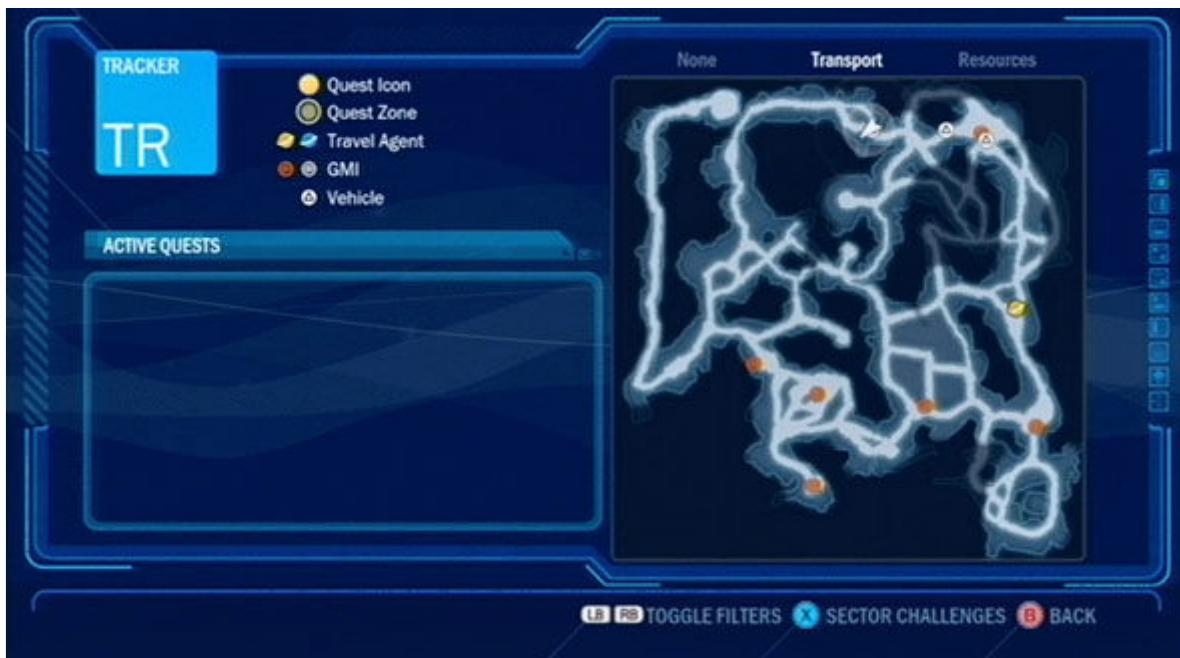 TRACKER
TR
Quest Icon
Quest Zone
Travel Agent
GMI
Vehicle
ACTIVE QUESTS
None Transport Resources
LB RB TOGGLE FILTERS X SECTOR CHALLENGES B BACK